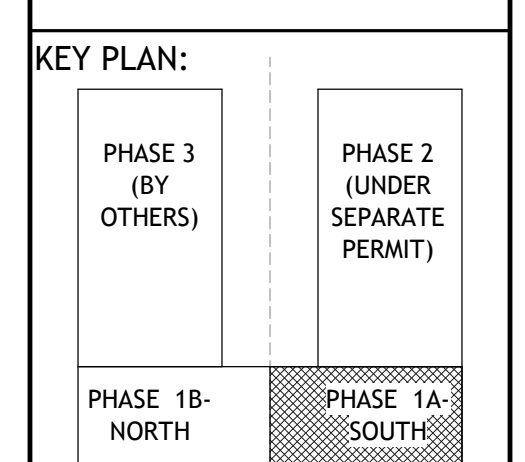 KEY PLAN:
PHASE 3
(BY
OTHERS)
PHASE 2
(UNDER
SEPARATE
PERMIT)
PHASE 1B-
NORTH
PHASE 1A-
SOUTH